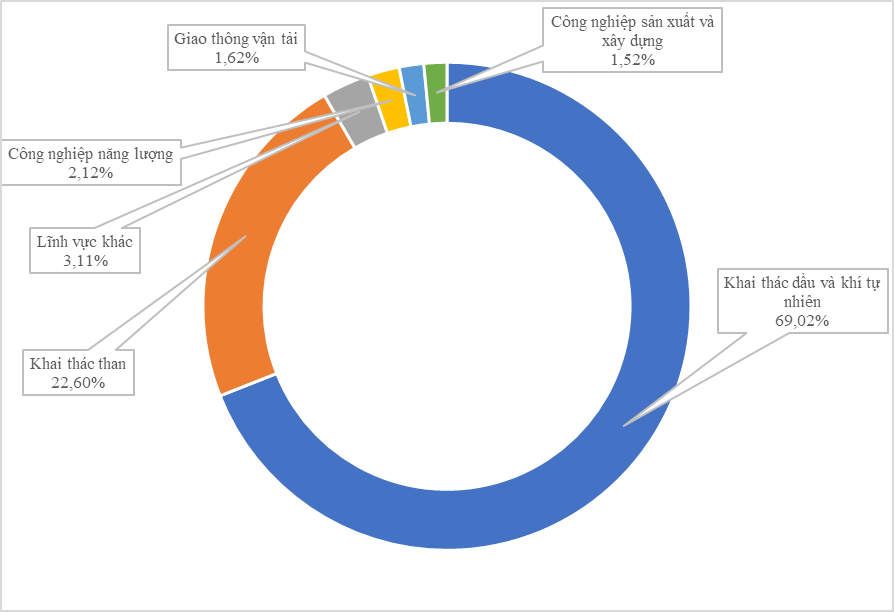 Công nghiệp sản xuất và
xây dựng
1,52%
Giao thông vận tải
1,62%
Công nghiệp năng lượng
2,12%
Lĩnh vực khác
3,11%
Khai thác dầu và khí tự
nhiên
69,02%
Khai thác than
22,60%